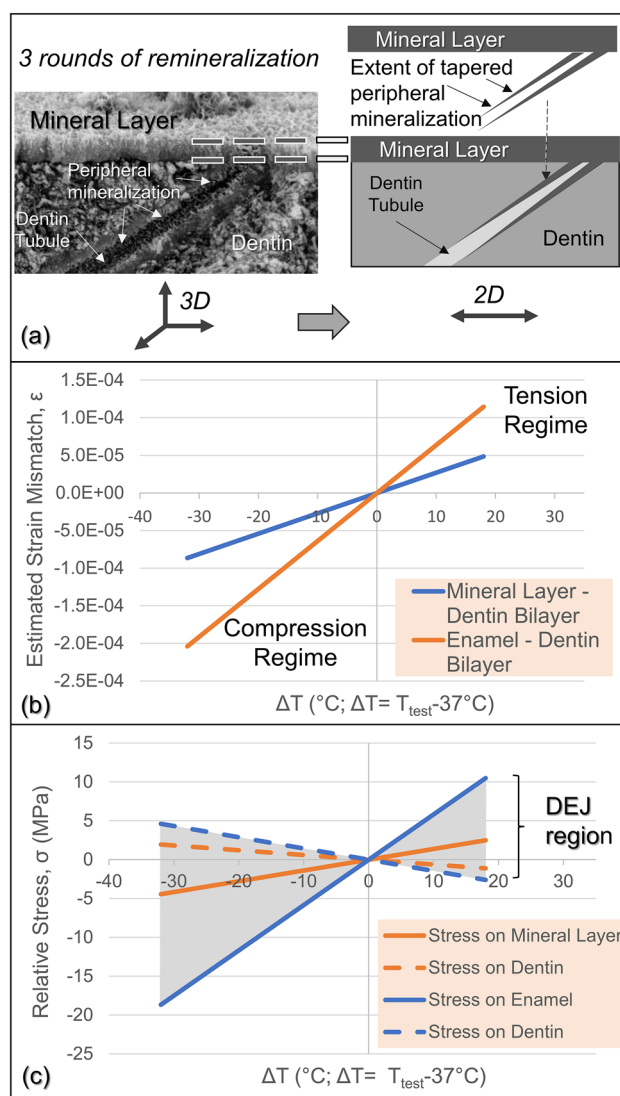 3 rounds of remineralization
Mineral Layer
Peripheral
mineralization
Dentin
Tubule
Dentin
Mineral Layer
Extent of tapered
peripheral
mineralization
Mineral Layer
Dentin
Tubule
Dentin
3D
2D
(a)
Estimated Strain Mismatch, ε
1.5E-04
1.0E-04
5.0E-05
0.0E+00
-5.0E-05
-1.0E-04
-1.5E-04
-2.0E-04
-2.5E-04
-40 -30 -20 -10 0 10 20 30
Tension
Regime
Compression
Regime
Mineral Layer -
Dentin Bilayer
Enamel - Dentin
Bilayer
ΔT (°C; ΔT= Ttest-37°C)
(b)
Relative Stress, σ (MPa)
15
10
5
0
-5
-10
-15
-20
-25
-40 -30 -20 -10 0 10 20 30
DEJ
region
Stress on Mineral Layer
Stress on Dentin
Stress on Enamel
Stress on Dentin
ΔT (°C; ΔT= Ttest-37°C)
(c)